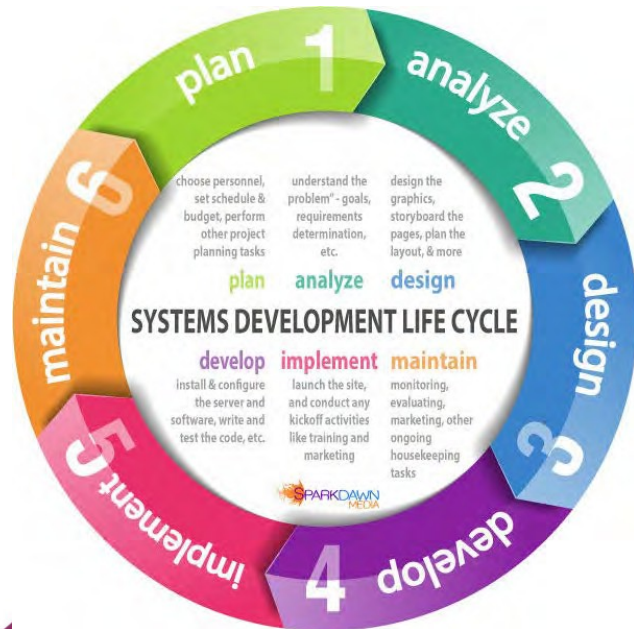 plan 1
analyze 2
design 3
develop 4
implement 5
maintain 6
choose personnel,
set schedule &
budget, perform
other project
planning tasks
plan
understand the
problem" - goals,
requirements
determination,
etc.
analyze
design the
graphics,
storyboard the
pages, plan the
layout, & more
design
SYSTEMS DEVELOPMENT LIFE CYCLE
develop
install & configure
the server and
software, write and
test the code, etc.
implement
launch the site,
and conduct any
kickoff activities
like training and
marketing
maintain
monitoring,
evaluating,
marketing, other
ongoing
housekeeping
tasks
SPARKDAWN
MEDIA